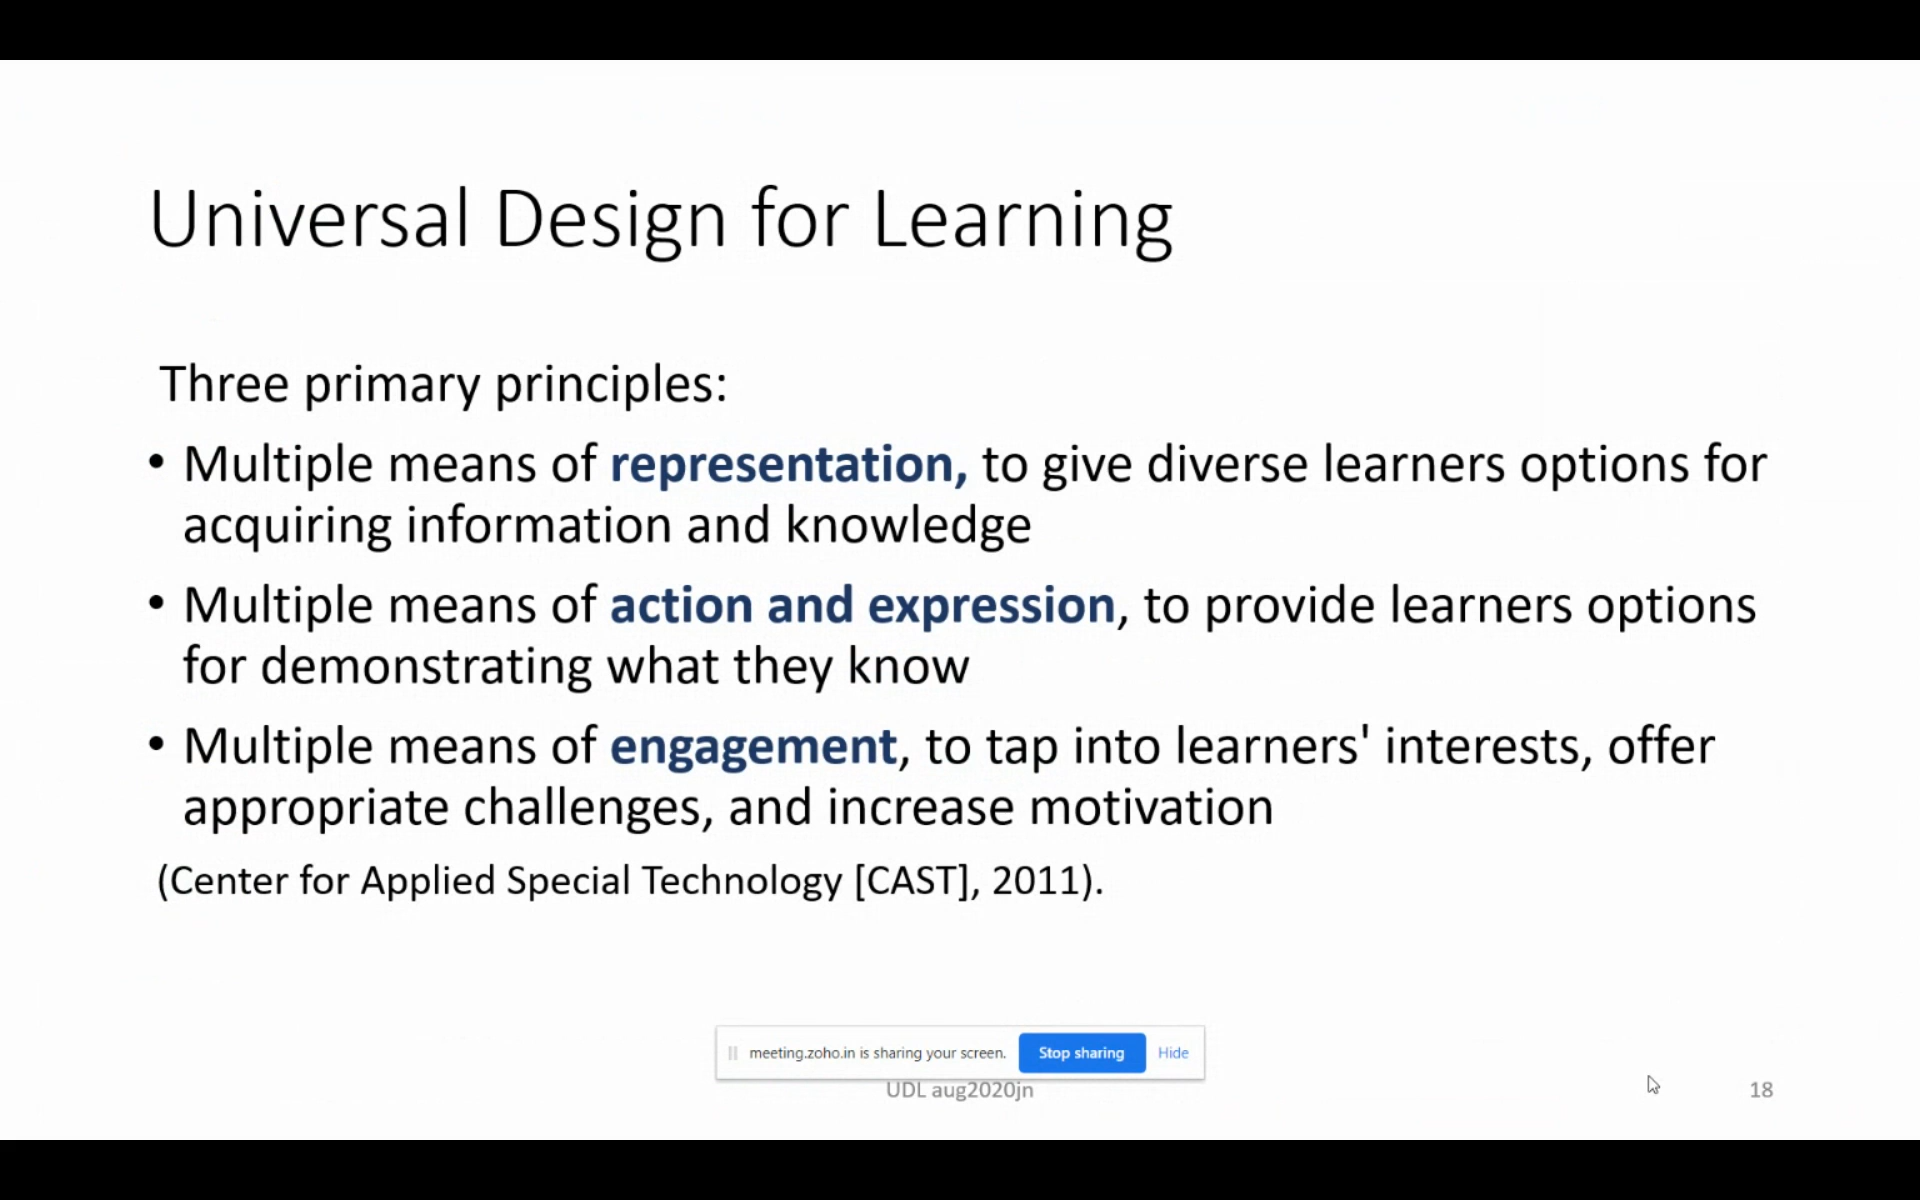 Universal Design for Learning
Three primary principles:
• Multiple means of representation, to give diverse learners options for
acquiring information and knowledge
• Multiple means of action and expression, to provide learners options
for demonstrating what they know
• Multiple means of engagement, to tap into learners' interests, offer
appropriate challenges, and increase motivation
(Center for Applied Special Technology [CAST], 2011).
meeting.zoho.in is sharing your screen. Stop sharing Hide
UDL aug2020jn 18